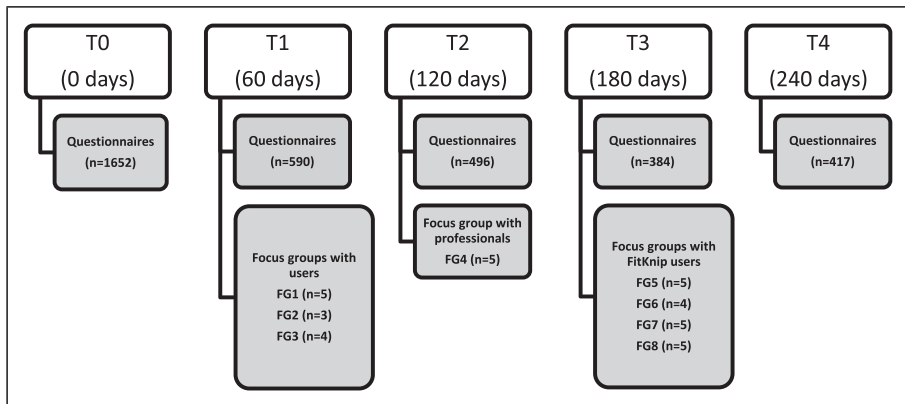 T0
(0 days)
Questionnaires
(n=1652)
T1
(60 days)
Questionnaires
(n=590)
Focus groups with
users
FG1 (n=5)
FG2 (n=3)
FG3 (n=4)
T2
(120 days)
Questionnaires
(n=496)
Focus group with
professionals
FG4 (n=5)
T3
(180 days)
Questionnaires
(n=384)
Focus groups with
FitKnip users
FG5 (n=5)
FG6 (n=4)
FG7 (n=5)
FG8 (n=5)
T4
(240 days)
Questionnaires
(n=417)